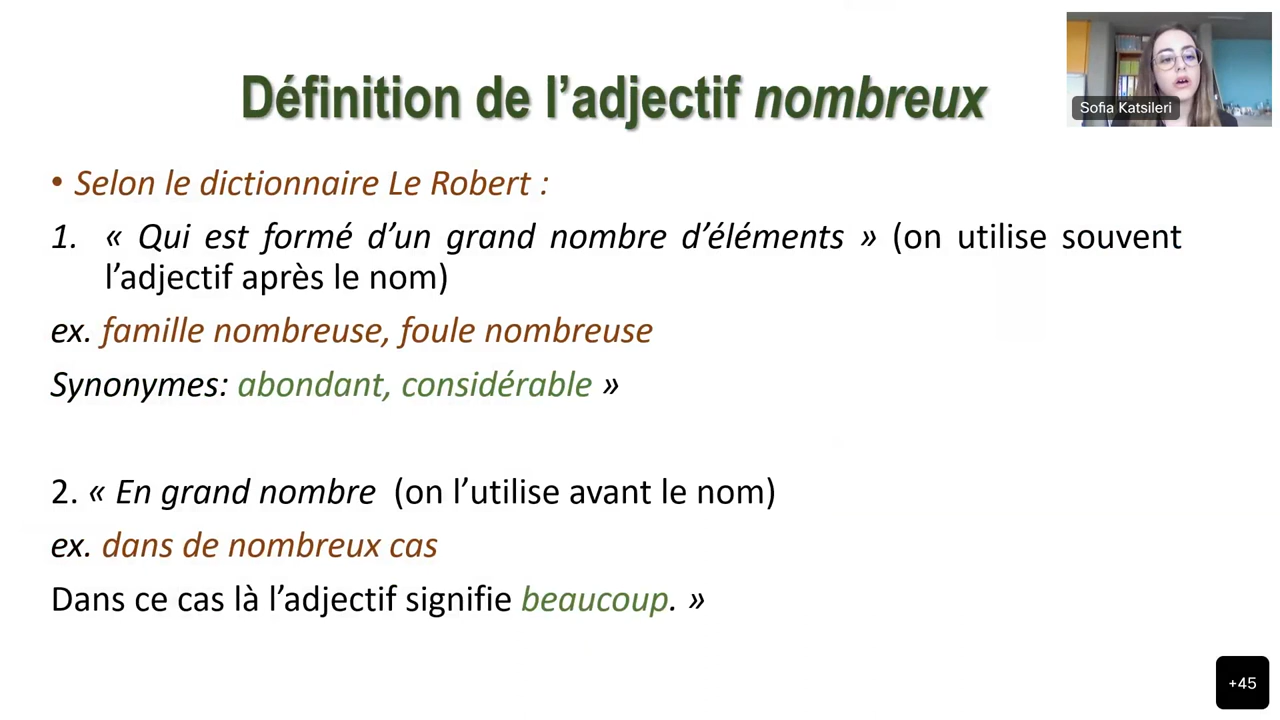 Définition de l’adjectif nombreux
Sofia Katsileri
• Selon le dictionnaire Le Robert :
1. « Qui est formé d’un grand nombre d’éléments » (on utilise souvent
l’adjectif après le nom)
ex. famille nombreuse, foule nombreuse
Synonymes: abondant, considérable »
2. « En grand nombre (on l’utilise avant le nom)
ex. dans de nombreux cas
Dans ce cas là l’adjectif signifie beaucoup. »
+45